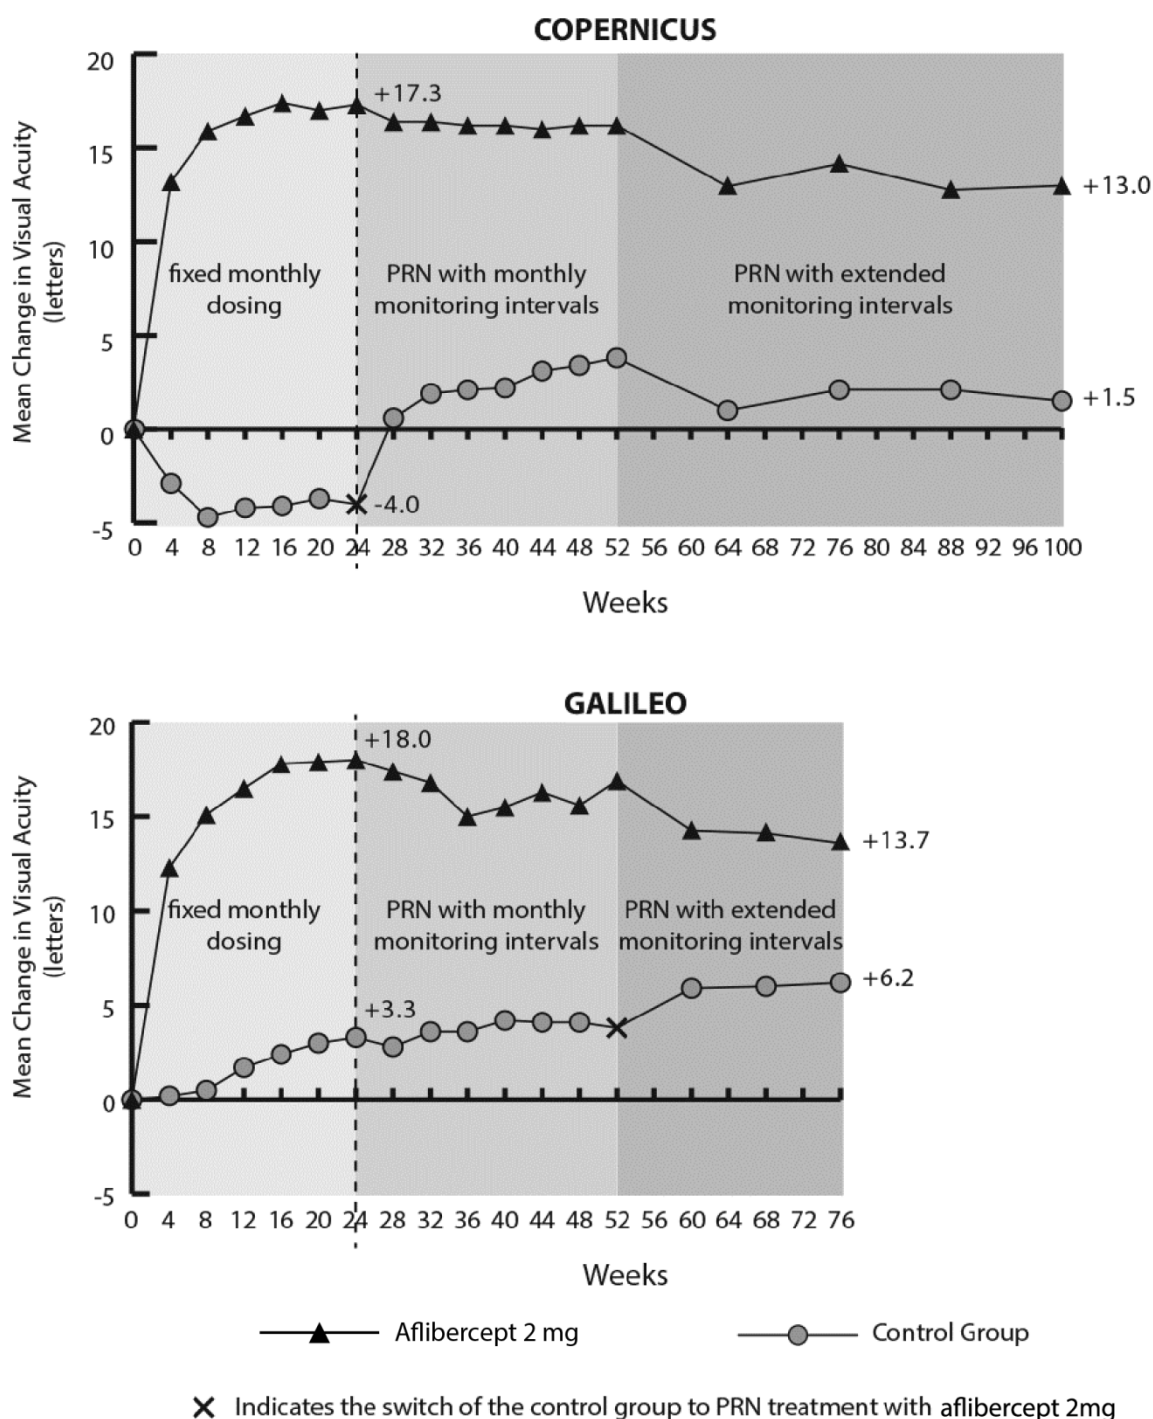 COPERNICUS
Mean Change in Visual Acuity
(letters)
20
15
10
5
0
-5
+17.3
+13.0
fixed monthly
dosing
PRN with monthly
monitoring intervals
PRN with extended
monitoring intervals
+1.5
-4.0
0 4 8 12 16 20 24 28 32 36 40 44 48 52 56 60 64 68 72 76 80 84 88 92 96 100
Weeks
GALILEO
Mean Change in Visual Acuity
(letters)
20
15
10
5
0
-5
+18.0
+13.7
fixed monthly
dosing
PRN with monthly
monitoring intervals
PRN with extended
monitoring intervals
+3.3
+6.2
0 4 8 12 16 20 24 28 32 36 40 44 48 52 56 60 64 68 72 76
Weeks
Aflibercept 2 mg
Control Group
Indicates the switch of the control group to PRN treatment with aflibercept 2mg